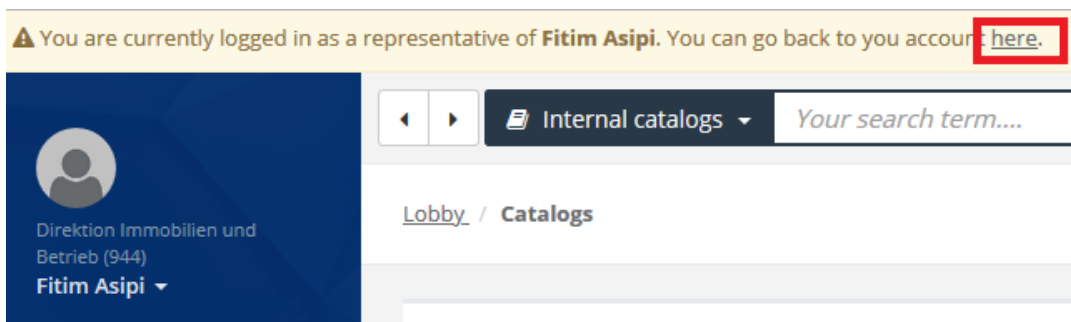 You are currently logged in as a representative of Fitim Asipi. You can go back to you account here.
Internal catalogs
Your search term....
Lobby / Catalogs
Direktion Immobilien und
Betrieb (944)
Fitim Asipi